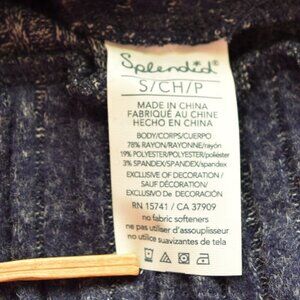 Splendid
S/CH/P
MADE IN CHINA
FABRIQUÉ AU CHINE
HECHO EN CHINA
BODY/CORPS/CUERPO
78% RAYON/RAYONNE/rayón
19% POLYESTER/POLYESTER/poliéster
3% SPANDEX/SPANDEX/spandex
EXCLUSIVE OF DECORATION/
SAUF DÉCORATION/
EXCLUSIVO De DECORACIÓN
RN 15741 / CA 37909
no fabric softeners
ne pas utiliser d'assouplisseur
no utilice suavizantes de tela